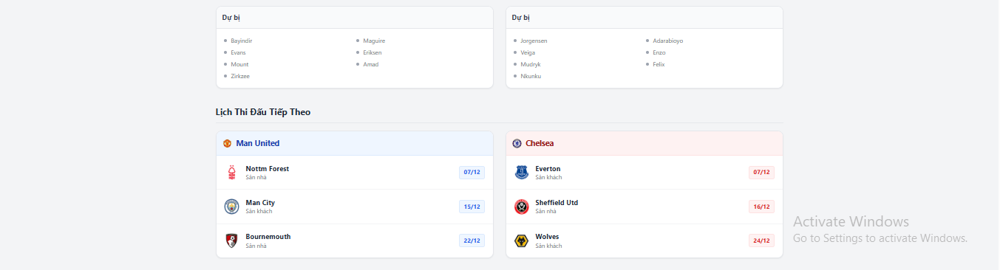 Dự bị
Bayindir
Maguire
Evans
Eriksen
Mount
Amad
Zirkzee
Dự bị
Jorgensen
Adarabioyo
Veiga
Enzo
Mudryk
Felix
Nkunku
Lịch Thi Đấu Tiếp Theo
Man United
Nottm Forest
Sân nhà
07/12
Man City
Sân khách
15/12
Bournemouth
Sân nhà
22/12
Chelsea
Everton
Sân khách
07/12
Sheffield Utd
Sân nhà
16/12
Wolves
Sân khách
24/12
Activate Windows
Go to Settings to activate Windows.